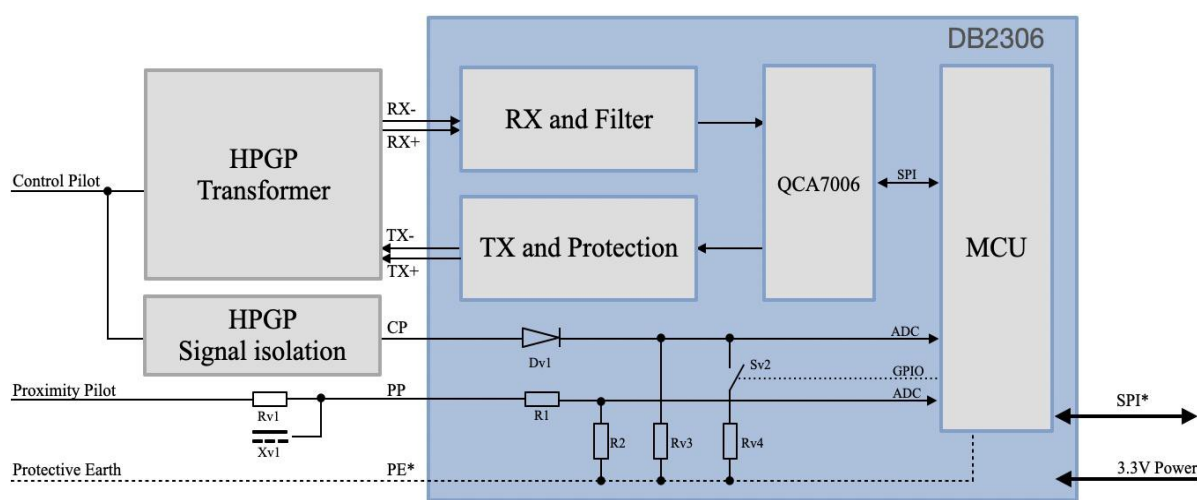 DB2306
RX-
RX+
RX and Filter
HPGP
Transformer
Control Pilot
QCA7006
SPI
MCU
TX-
TX+
TX and Protection
HPGP
Signal isolation
CP
Dv1
ADC
Sv2
GPIO
Proximity Pilot
Rv1
Xv1
PP
R1
ADC
SPI*
R2
Rv3
Rv4
Protective Earth
PE*
3.3V Power